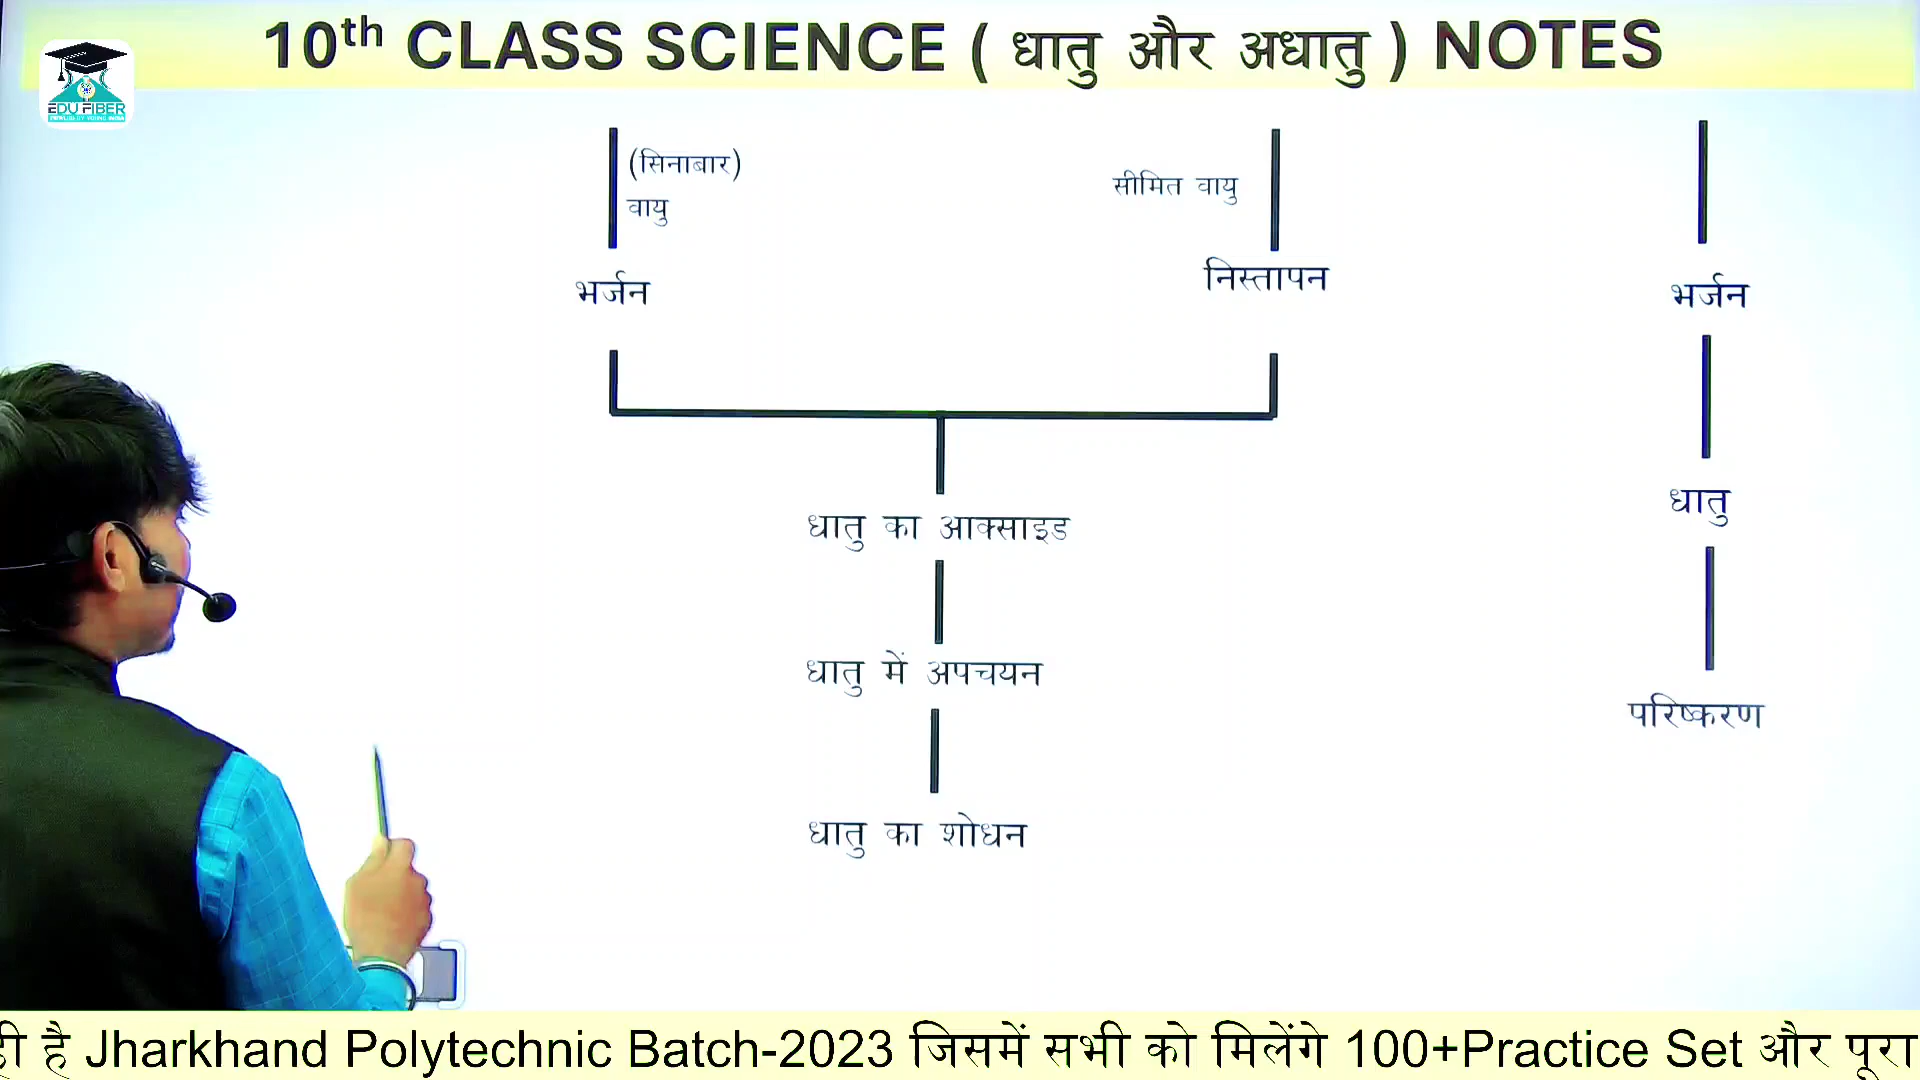 10th CLASS SCIENCE ( धातु और अधातु ) NOTES
EDU FIBER
(सिनाबार)
वायु
सीमित वायु
भर्जन
निस्तापन
भर्जन
धातु
धातु का आक्साइड
धातु में अपचयन
परिष्करण
धातु का शोधन
है Jharkhand Polytechnic Batch-2023 जिसमें सभी को मिलेंगे 100+Practice Set और पूरा